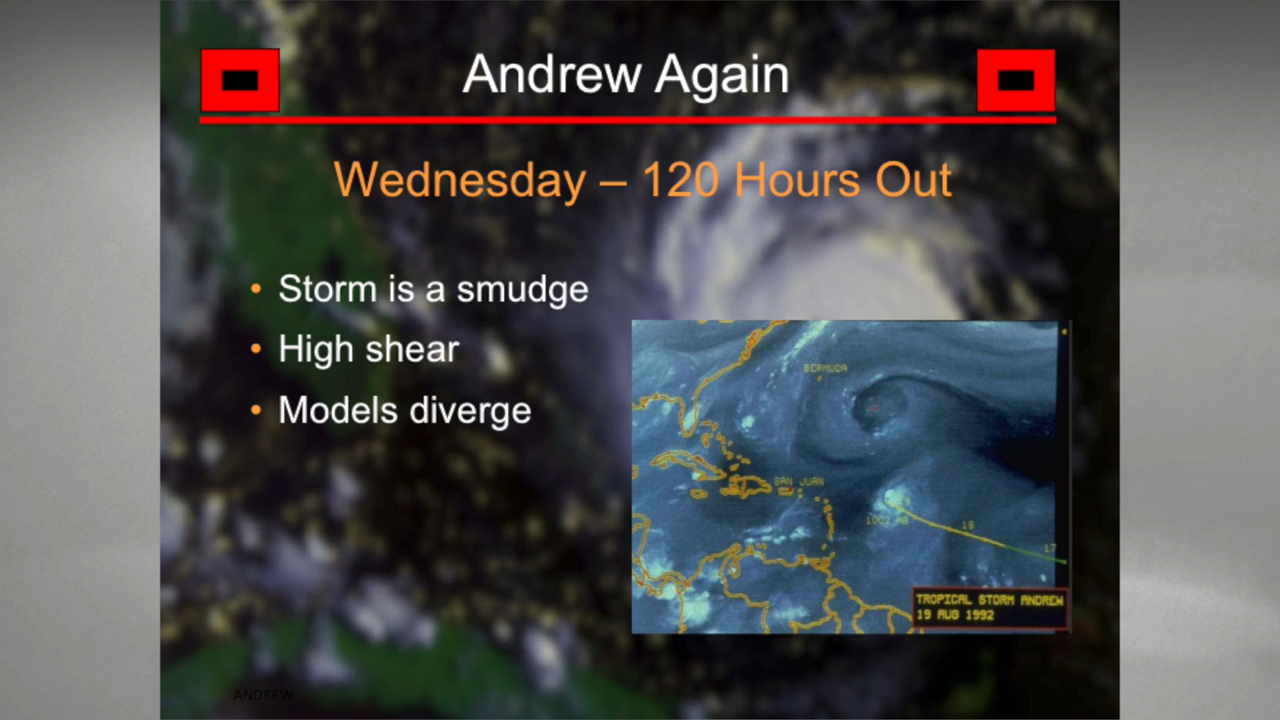 Andrew Again
Wednesday – 120 Hours Out
• Storm is a smudge
• High shear
• Models diverge
BERMUDA
SAN JUAN
18
17
TROPICAL STORM ANDREW
19 AUG 1992
ANDREW